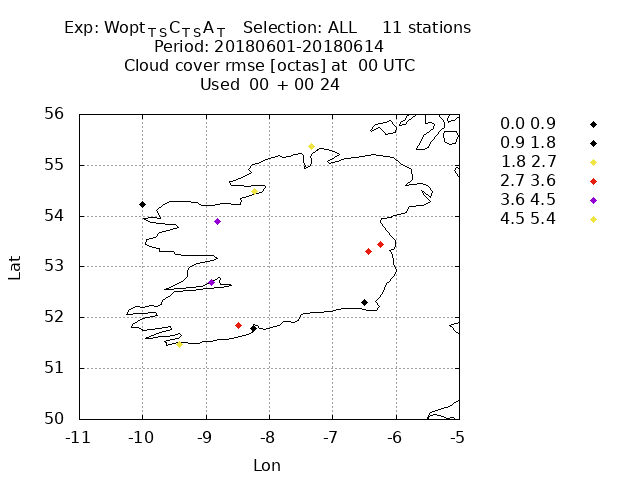 Exp: Wopt_TS C_TS A_T   Selection: ALL   11 stations
Period: 20180601-20180614
Cloud cover rmse [octas] at  00 UTC
Used  00 + 00 24
56
55
54
53
52
51
50
Lat
-11 -10 -9 -8 -7 -6 -5
Lon
0.0 0.9
0.9 1.8
1.8 2.7
2.7 3.6
3.6 4.5
4.5 5.4